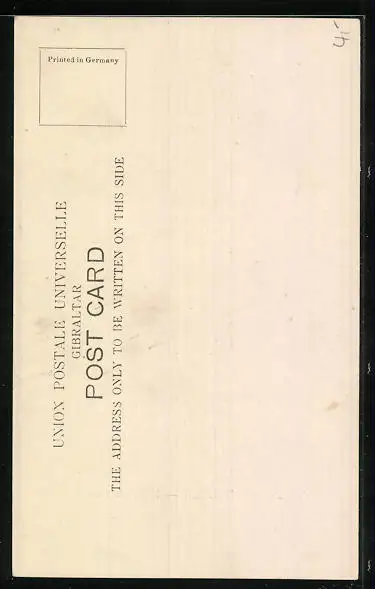 Printed in Germany
UNION POSTALE UNIVERSELLE
GIBRALTAR
POST CARD
THE ADDRESS ONLY TO BE WRITTEN ON THIS SIDE
4,-